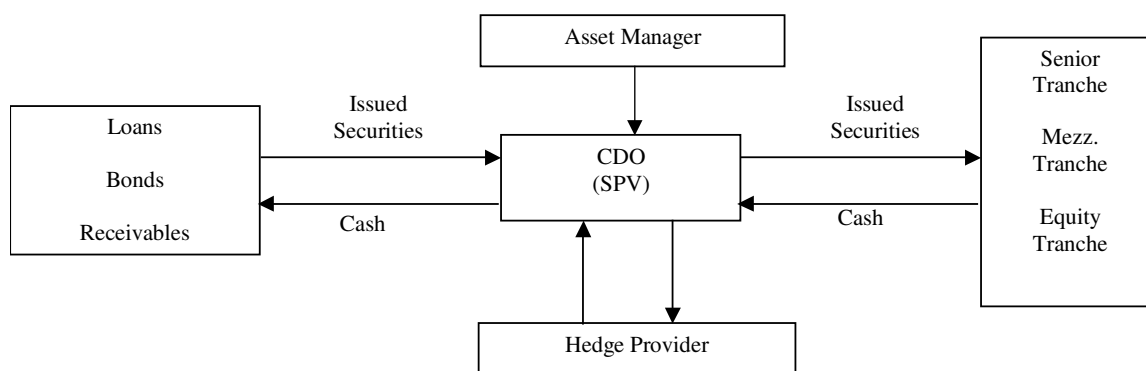 Asset Manager
Issued
Securities
Issued
Securities
Loans
Bonds
Receivables
CDO
(SPV)
Senior
Tranche
Mezz.
Tranche
Equity
Tranche
Cash
Cash
Hedge Provider